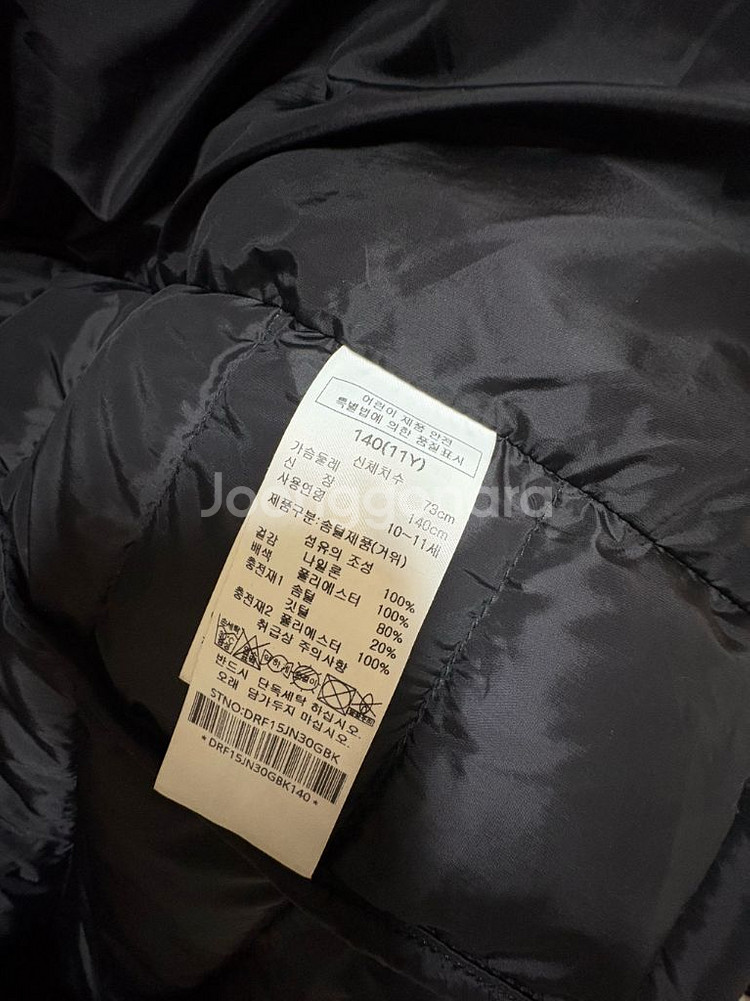 어린이 제품 안전
특별법에 의한 품질표시
140(11Y)
신체치수
가슴둘레 73cm
신 장 140cm
사용연령 10~11세
제품구분:솜털제품(거위)
섬유의 조성
겉감 나일론 100%
배색 폴리에스터 100%
충전재1 솜털 80%
깃털 20%
충전재2 폴리에스터 100%
취급상 주의사항
반드시 단독세탁 하십시오.
오래 담가두지 마십시오.
STNO:DRF15JN30GBK
*DRF15JN30GBK140*
Joonggonara